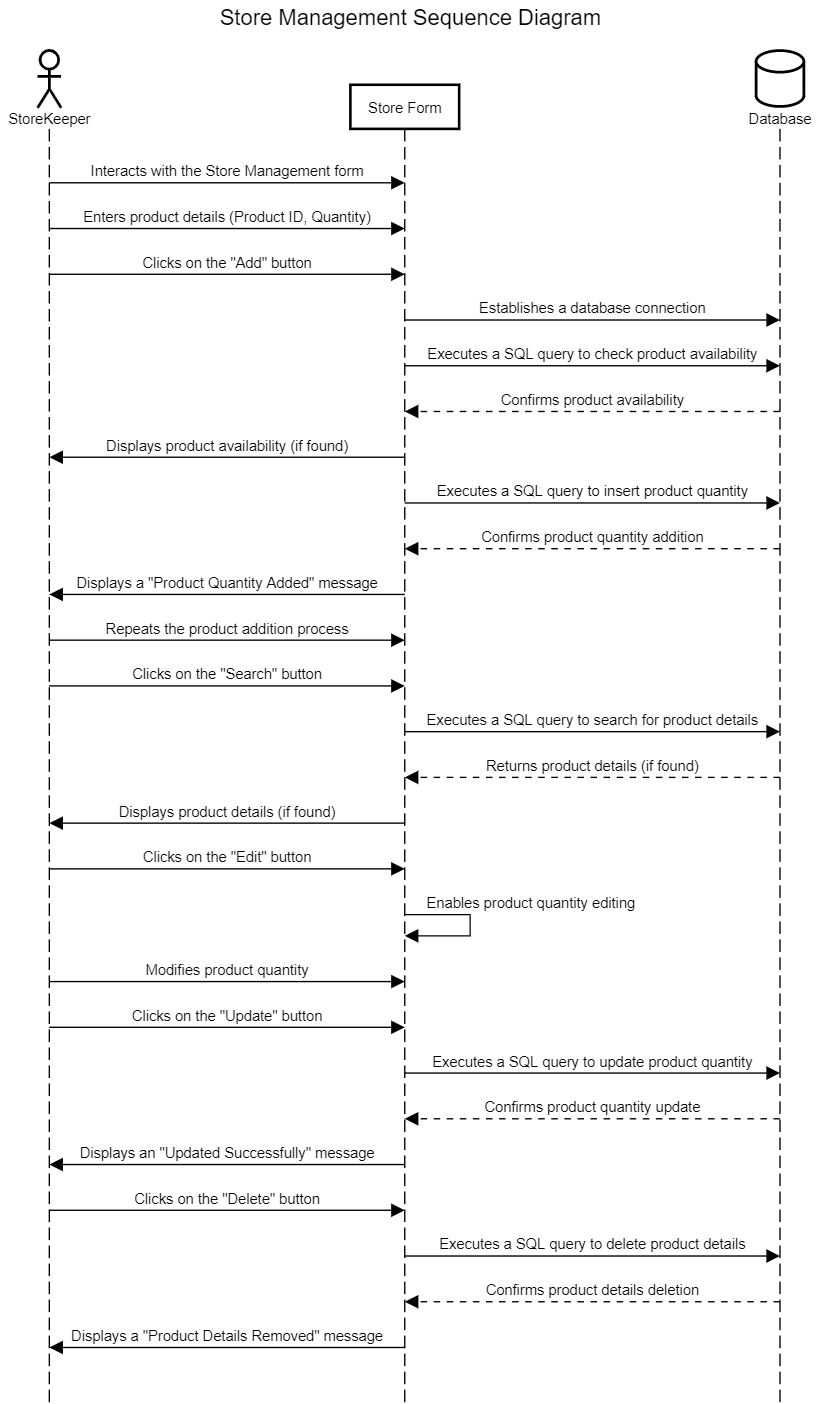 Store Management Sequence Diagram
StoreKeeper
Store Form
Database
Interacts with the Store Management form
Enters product details (Product ID, Quantity)
Clicks on the "Add" button
Establishes a database connection
Executes a SQL query to check product availability
Confirms product availability
Displays product availability (if found)
Executes a SQL query to insert product quantity
Confirms product quantity addition
Displays a "Product Quantity Added" message
Repeats the product addition process
Clicks on the "Search" button
Executes a SQL query to search for product details
Returns product details (if found)
Displays product details (if found)
Clicks on the "Edit" button
Enables product quantity editing
Modifies product quantity
Clicks on the "Update" button
Executes a SQL query to update product quantity
Confirms product quantity update
Displays an "Updated Successfully" message
Clicks on the "Delete" button
Executes a SQL query to delete product details
Confirms product details deletion
Displays a "Product Details Removed" message